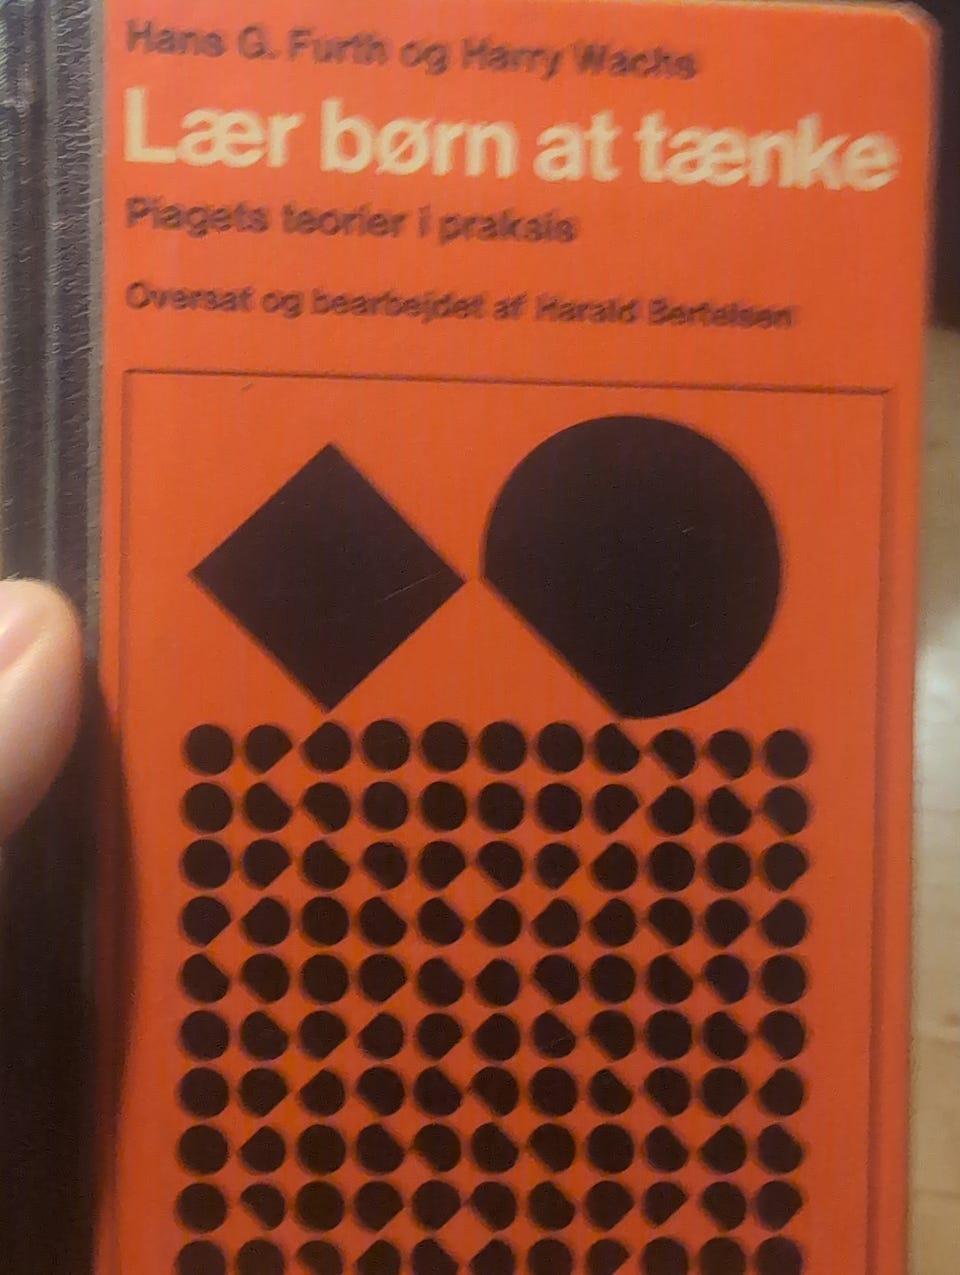 Hans G. Furth og Harry Wachs
Lær børn at tænke
Piagets teorier i praksis
Oversat og bearbejdet af Harald Bertelsen